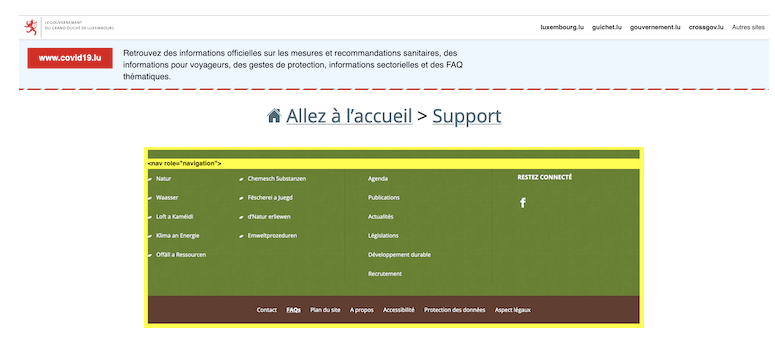 LE GOUVERNEMENT
DU GRAND-DUCHÉ DE LUXEMBOURG
luxembourg.lu guichet.lu gouvernement.lu crossgov.lu Autres sites
www.covid19.lu
Retrouvez des informations officielles sur les mesures et recommandations sanitaires, des
informations pour voyageurs, des gestes de protection, informations sectorielles et des FAQ
thématiques.
Allez à l’accueil > Support
<nav role="navigation">
Natur
Waasser
Loft a Kaméidi
Klima an Energie
Offäll a Ressourcen
Chemesch Substanzen
Fëscherei a Juegd
d'Natur erliewen
Emweltprozeduren
Agenda
Publications
Actualités
Législations
Développement durable
Recrutement
RESTEZ CONNECTÉ
Contact FAQs Plan du site A propos Accessibilité Protection des données Aspect légaux